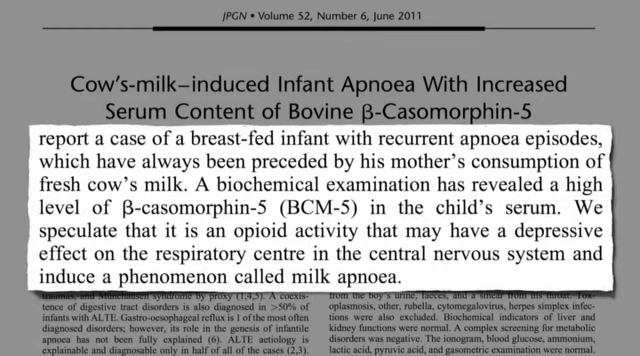 JPGN • Volume 52, Number 6, June 2011
Cow's-milk–induced Infant Apnoea With Increased
Serum Content of Bovine β-Casomorphin-5
report a case of a breast-fed infant with recurrent apnoea episodes,
which have always been preceded by his mother's consumption of
fresh cow's milk. A biochemical examination has revealed a high
level of β-casomorphin-5 (BCM-5) in the child's serum. We
speculate that it is an opioid activity that may have a depressive
effect on the respiratory centre in the central nervous system and
induce a phenomenon called milk apnoea.
traumas, and Munchausen syndrome by proxy (1,4,5). A coexis-
tence of digestive tract disorders is also diagnosed in >50% of
infants with ALTE. Gastro-oesophageal reflux is 1 of the most often
diagnosed disorders; however, its role in the genesis of infantile
apnoea has not been fully explained (6). ALTE aetiology is
explainable and diagnosable only in half of all of the cases (2,3).
from the boy's urine, faeces, and a smear from his throat. Tox-
oplasmosis, other, rubella, cytomegalovirus, herpes simplex infec-
tions were also excluded. Biochemical indicators of liver and
kidney functions were normal. A complex screening for metabolic
disorders was negative. The ionogram, blood glucose, ammonium,
lactic acid, pyruvic acid, and gasometric examination were normal.